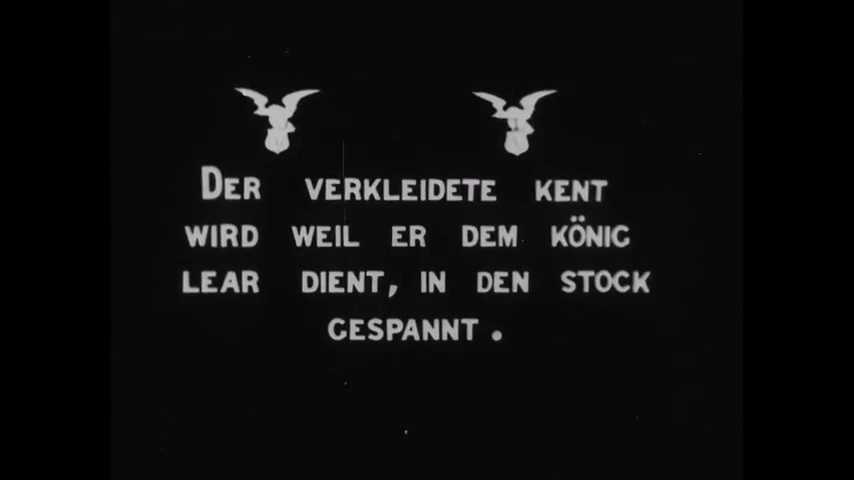 DER VERKLEIDETE KENT
WIRD WEIL ER DEM KÖNIG
LEAR DIENT, IN DEN STOCK
GESPANNT.